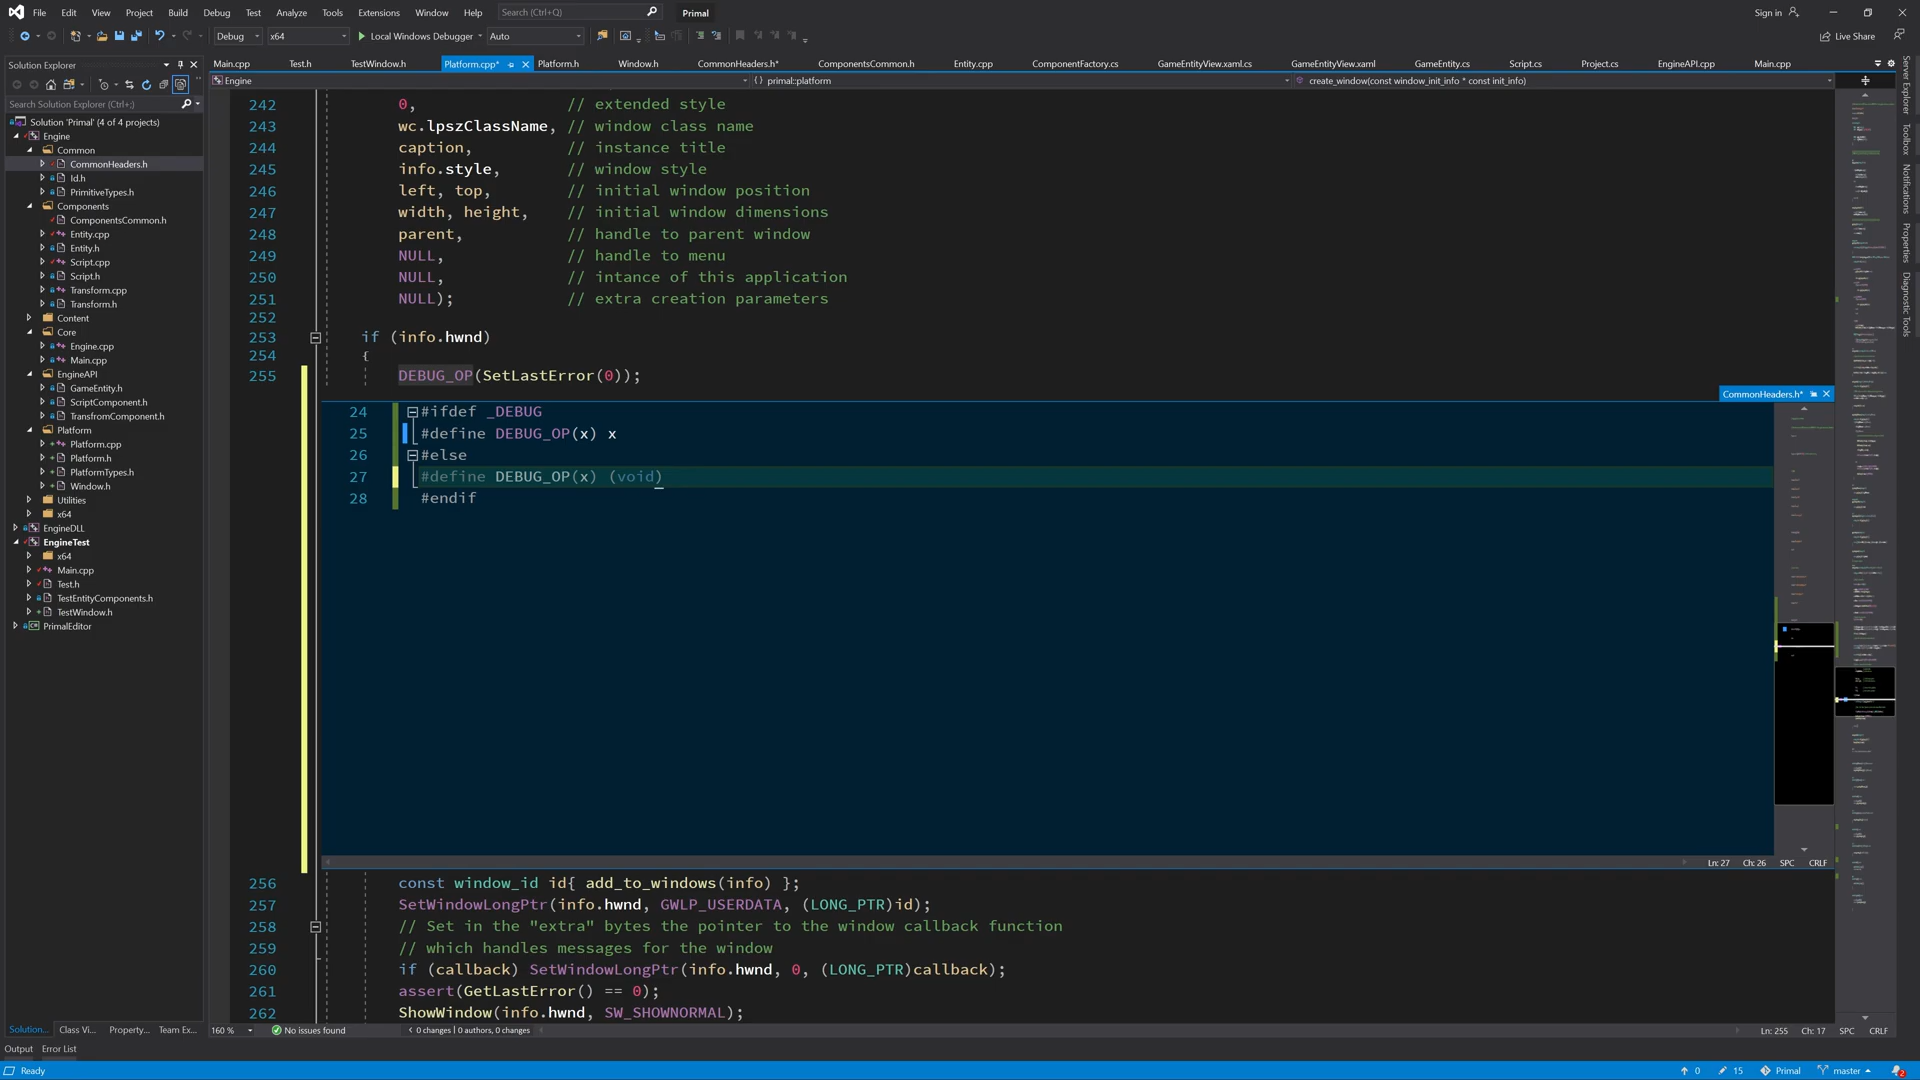 File Edit View Project Build Debug Test Analyze Tools Extensions Window Help Search (Ctrl+Q) Primal Sign in
Debug x64 Local Windows Debugger Auto Live Share
Solution Explorer
Main.cpp Test.h TestWindow.h Platform.cpp* Platform.h Window.h CommonHeaders.h* ComponentsCommon.h Entity.cpp ComponentFactory.cs GameEntityView.xaml.cs GameEntityView.xaml GameEntity.cs Script.cs Project.cs EngineAPI.cpp Main.cpp
Engine primal::platform create_window(const window_init_info * const init_info)
Search Solution Explorer (Ctrl+;)
Solution 'Primal' (4 of 4 projects)
Engine
Common
CommonHeaders.h
Id.h
PrimitiveTypes.h
Components
ComponentsCommon.h
Entity.cpp
Entity.h
Script.cpp
Script.h
Transform.cpp
Transform.h
Content
Core
Engine.cpp
Main.cpp
EngineAPI
GameEntity.h
ScriptComponent.h
TransfromComponent.h
Platform
Platform.cpp
Platform.h
PlatformTypes.h
Window.h
Utilities
x64
EngineDLL
EngineTest
x64
Main.cpp
Test.h
TestEntityComponents.h
TestWindow.h
PrimalEditor
242 0, // extended style
243 wc.lpszClassName, // window class name
244 caption, // instance title
245 info.style, // window style
246 left, top, // initial window position
247 width, height, // initial window dimensions
248 parent, // handle to parent window
249 NULL, // handle to menu
250 NULL, // intance of this application
251 NULL); // extra creation parameters
252
253 if (info.hwnd)
254 {
255 DEBUG_OP(SetLastError(0));
CommonHeaders.h*
24 #ifdef _DEBUG
25 #define DEBUG_OP(x) x
26 #else
27 #define DEBUG_OP(x) (void)
28 #endif
Ln: 27 Ch: 26 SPC CRLF
256 const window_id id{ add_to_windows(info) };
257 SetWindowLongPtr(info.hwnd, GWLP_USERDATA, (LONG_PTR)id);
258 // Set in the "extra" bytes the pointer to the window callback function
259 // which handles messages for the window
260 if (callback) SetWindowLongPtr(info.hwnd, 0, (LONG_PTR)callback);
261 assert(GetLastError() == 0);
262 ShowWindow(info.hwnd, SW_SHOWNORMAL);
Solution... Class Vi... Property... Team Ex... 160 % No issues found 0 changes | 0 authors, 0 changes Ln: 255 Ch: 17 SPC CRLF
Output Error List
Ready 0 15 Primal master 2
Server Explorer
Toolbox
Notifications
Properties
Diagnostic Tools